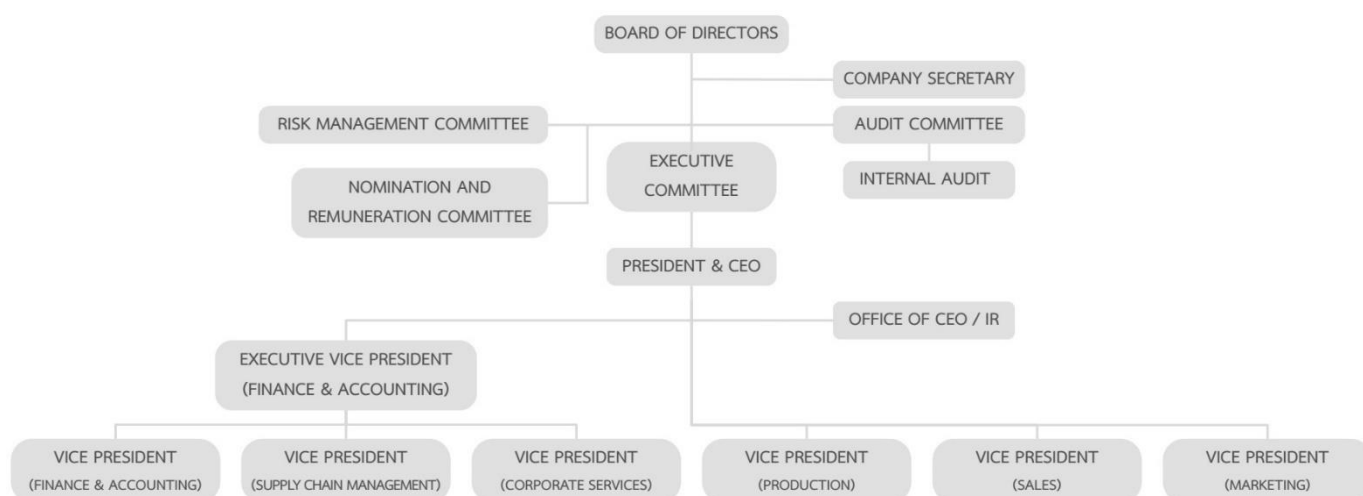 BOARD OF DIRECTORS
COMPANY SECRETARY
RISK MANAGEMENT COMMITTEE
AUDIT COMMITTEE
EXECUTIVE
COMMITTEE
INTERNAL AUDIT
NOMINATION AND
REMUNERATION COMMITTEE
PRESIDENT & CEO
OFFICE OF CEO / IR
EXECUTIVE VICE PRESIDENT
(FINANCE & ACCOUNTING)
VICE PRESIDENT
(FINANCE & ACCOUNTING)
VICE PRESIDENT
(SUPPLY CHAIN MANAGEMENT)
VICE PRESIDENT
(CORPORATE SERVICES)
VICE PRESIDENT
(PRODUCTION)
VICE PRESIDENT
(SALES)
VICE PRESIDENT
(MARKETING)